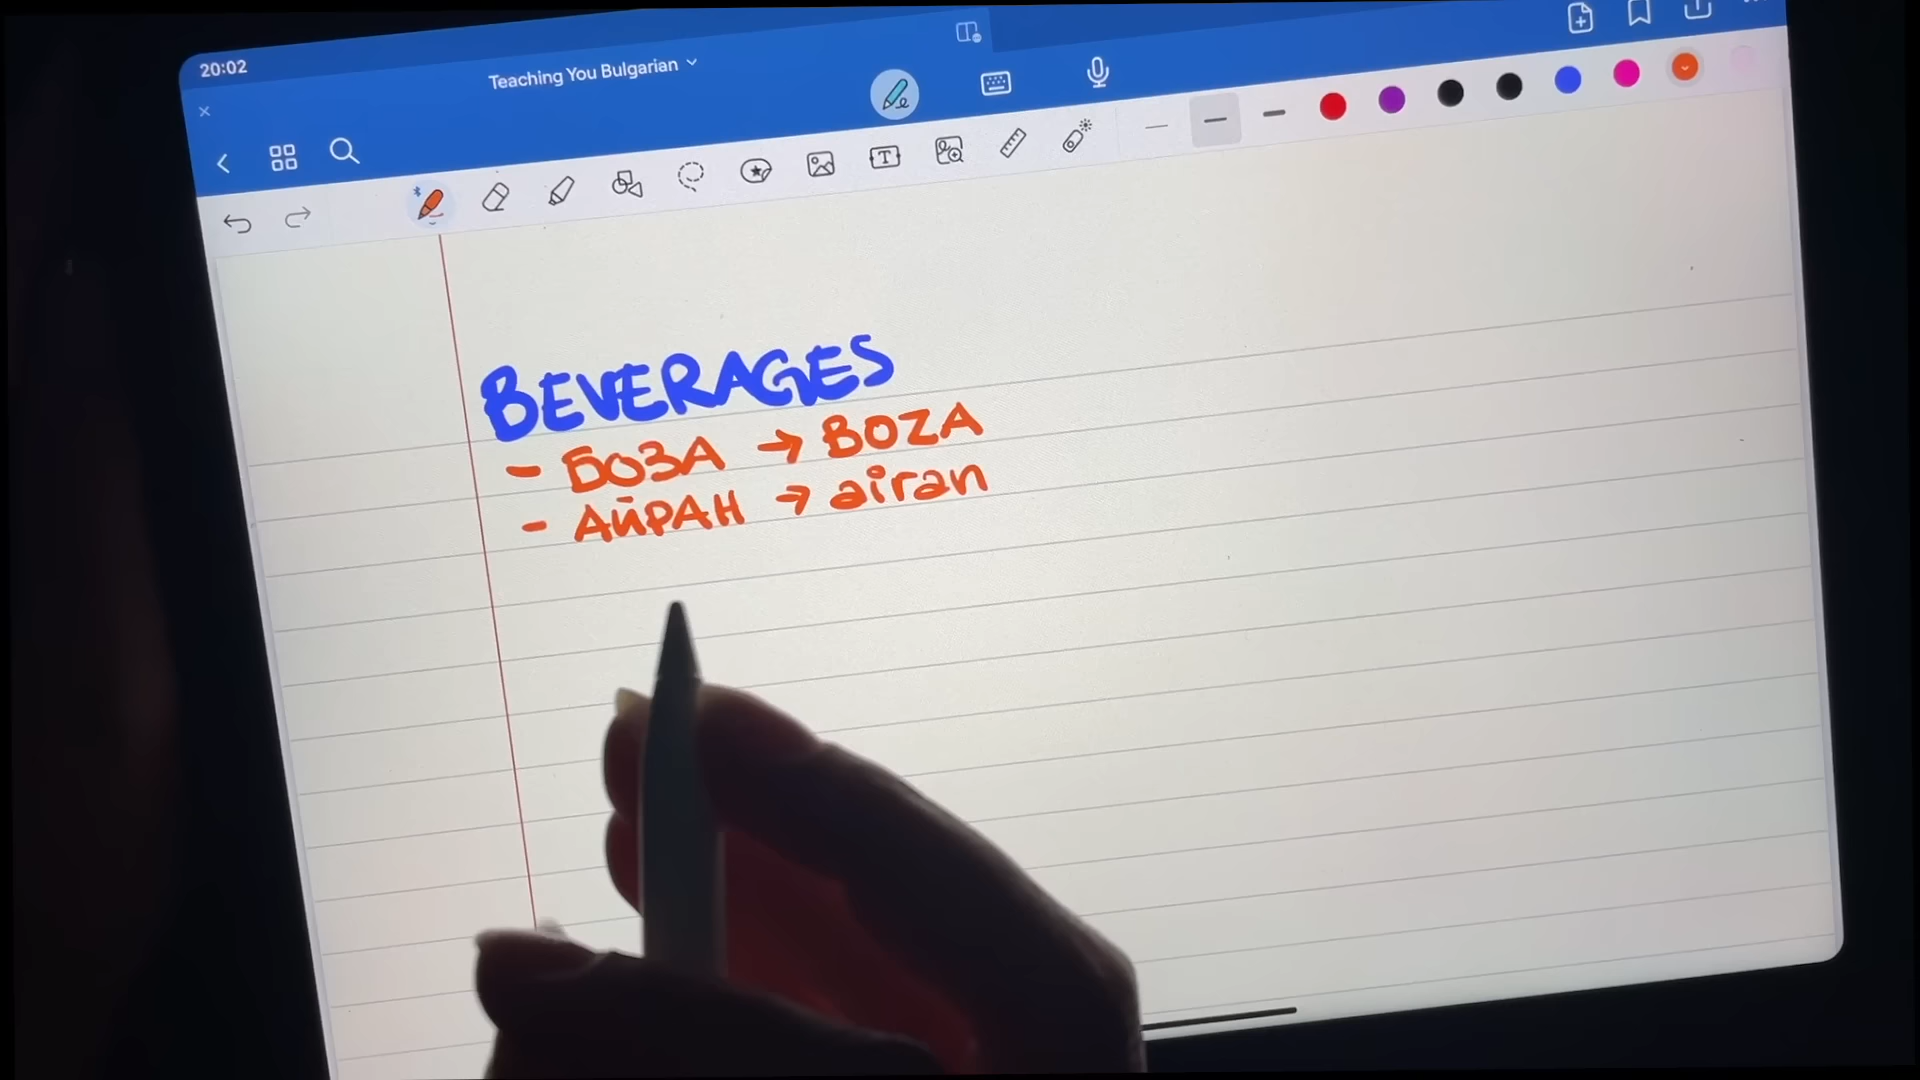 20:02
Teaching You Bulgarian
BEVERAGES
- БОЗА → BOZA
- АЙРАН → airan